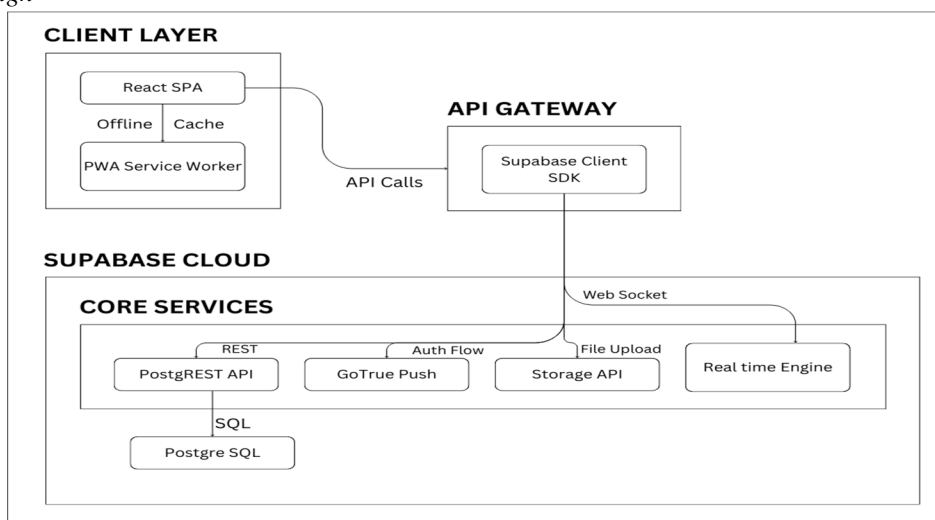 CLIENT LAYER
React SPA
Offline Cache
PWA Service Worker
API Calls
API GATEWAY
Supabase Client
SDK
SUPABASE CLOUD
CORE SERVICES
Web Socket
REST
Auth Flow
File Upload
PostgREST API
GoTrue Push
Storage API
Real time Engine
SQL
Postgre SQL